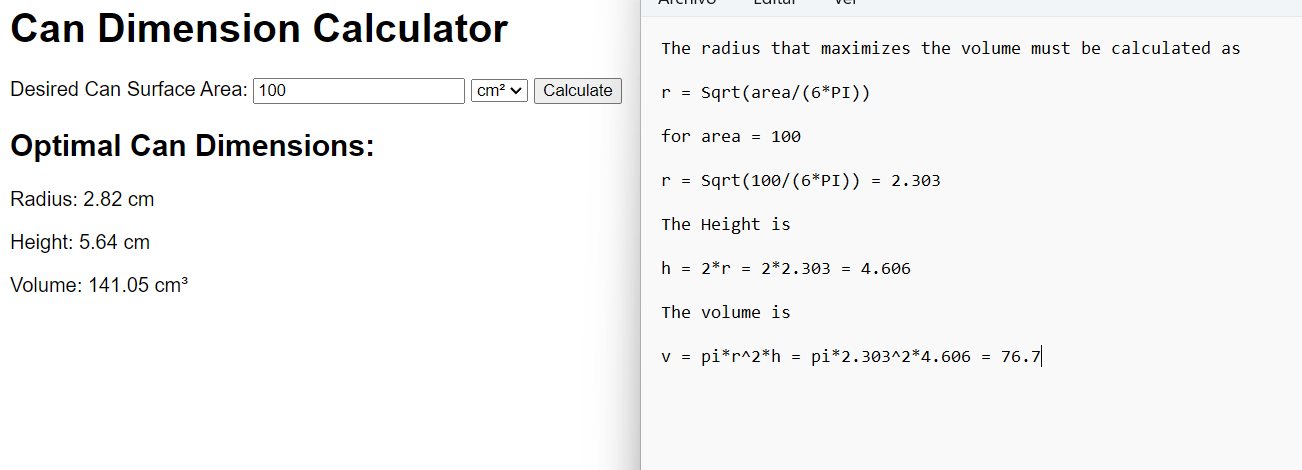 Can Dimension Calculator
Desired Can Surface Area: 100 cm² Calculate
Optimal Can Dimensions:
Radius: 2.82 cm
Height: 5.64 cm
Volume: 141.05 cm³
Archivo Editar Ver
The radius that maximizes the volume must be calculated as
r = Sqrt(area/(6*PI))
for area = 100
r = Sqrt(100/(6*PI)) = 2.303
The Height is
h = 2*r = 2*2.303 = 4.606
The volume is
v = pi*r^2*h = pi*2.303^2*4.606 = 76.7